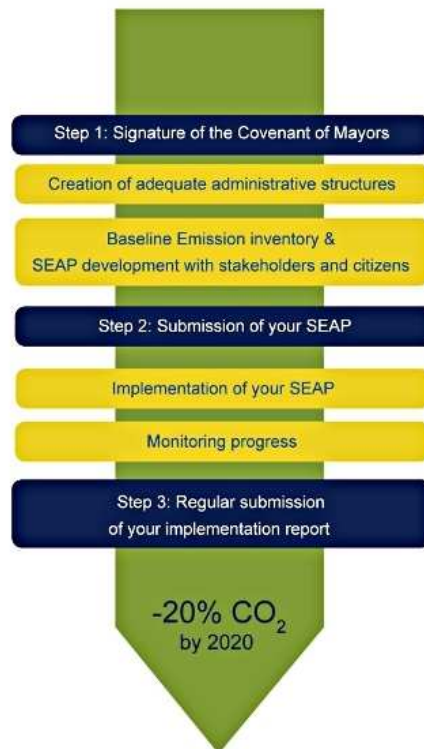 Step 1: Signature of the Covenant of Mayors
Creation of adequate administrative structures
Baseline Emission inventory &
SEAP development with stakeholders and citizens
Step 2: Submission of your SEAP
Implementation of your SEAP
Monitoring progress
Step 3: Regular submission
of your implementation report
-20% CO₂
by 2020